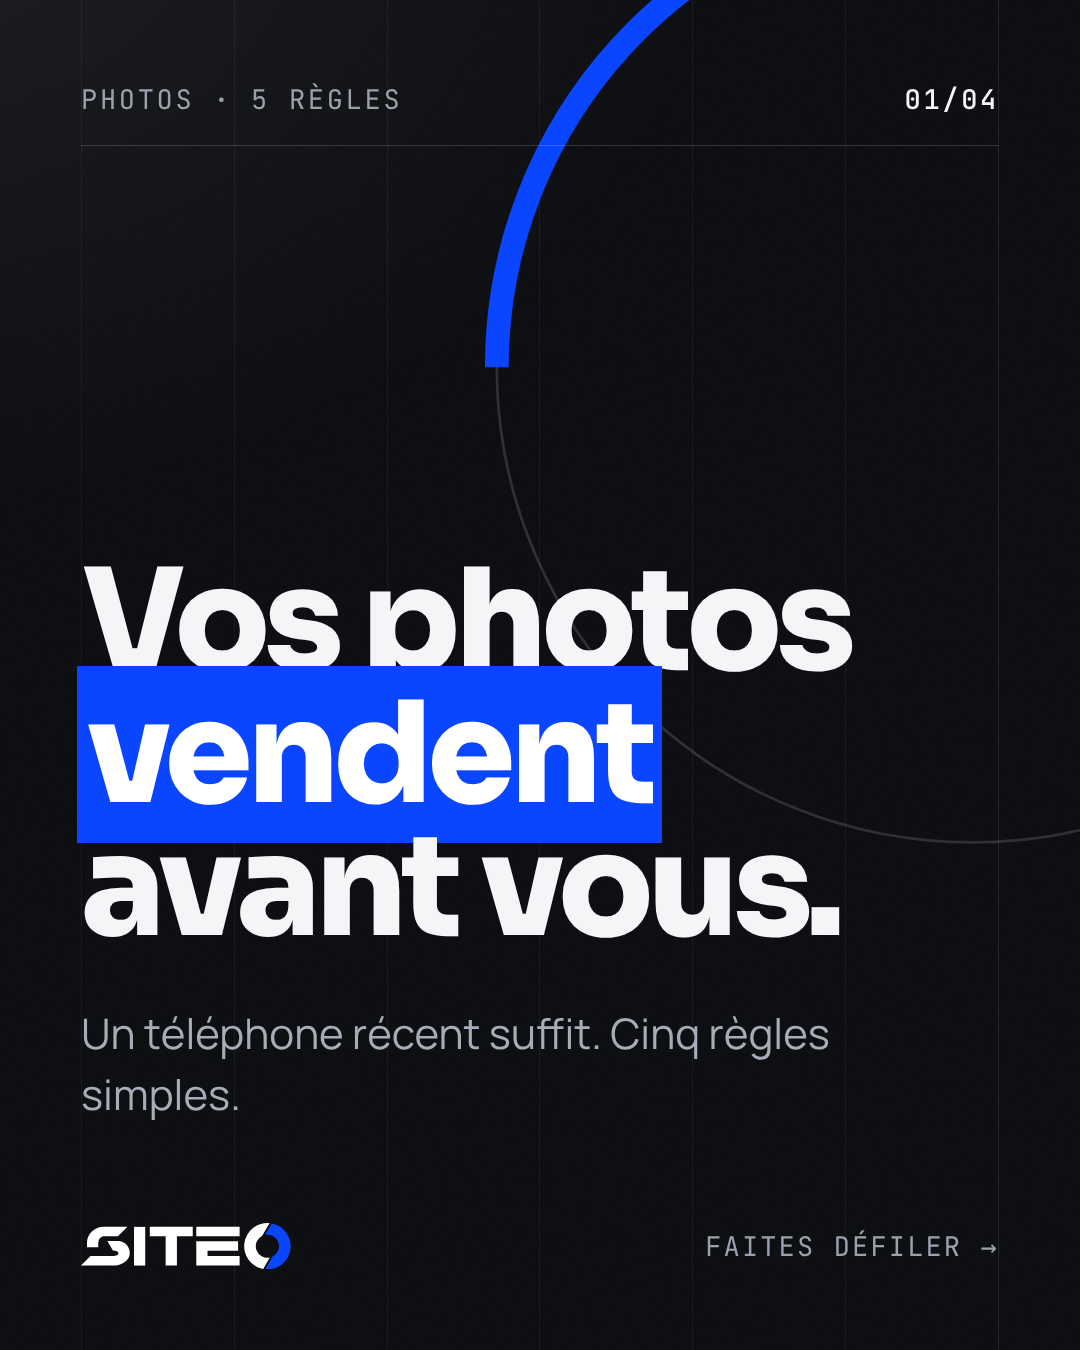 PHOTOS · 5 RÈGLES
01/04
Vos photos
vendent
avant vous.
Un téléphone récent suffit. Cinq règles
simples.
SITEO
FAITES DÉFILER →